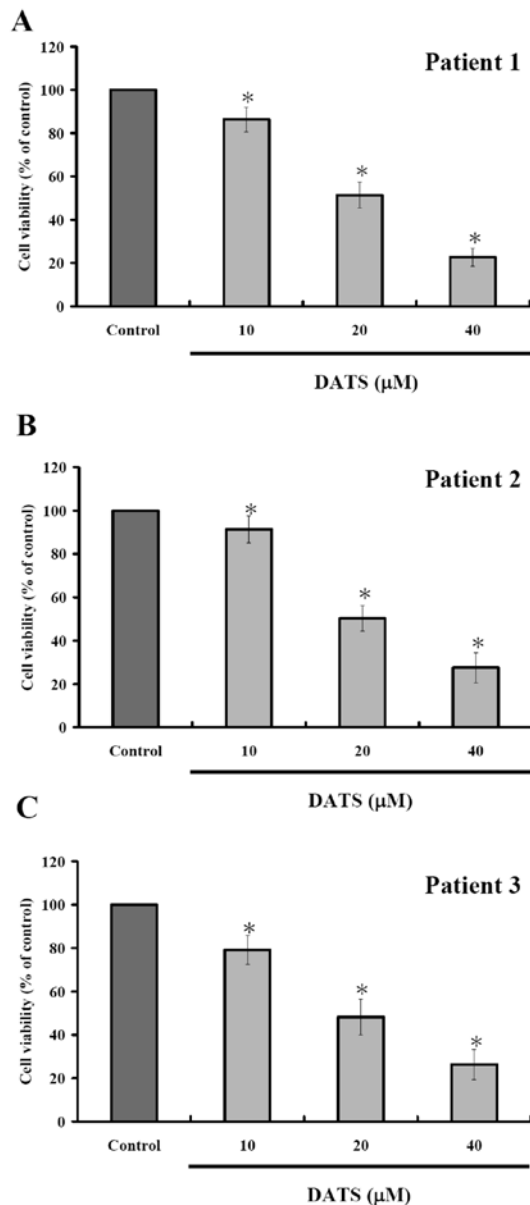 A
Patient 1
Cell viability (% of control)
120
100
80
60
40
20
0
*
*
*
Control
10
20
40
DATS (μM)
B
Patient 2
Cell viability (% of control)
120
100
80
60
40
20
0
*
*
*
Control
10
20
40
DATS (μM)
C
Patient 3
Cell viability (% of control)
120
100
80
60
40
20
0
*
*
*
Control
10
20
40
DATS (μM)